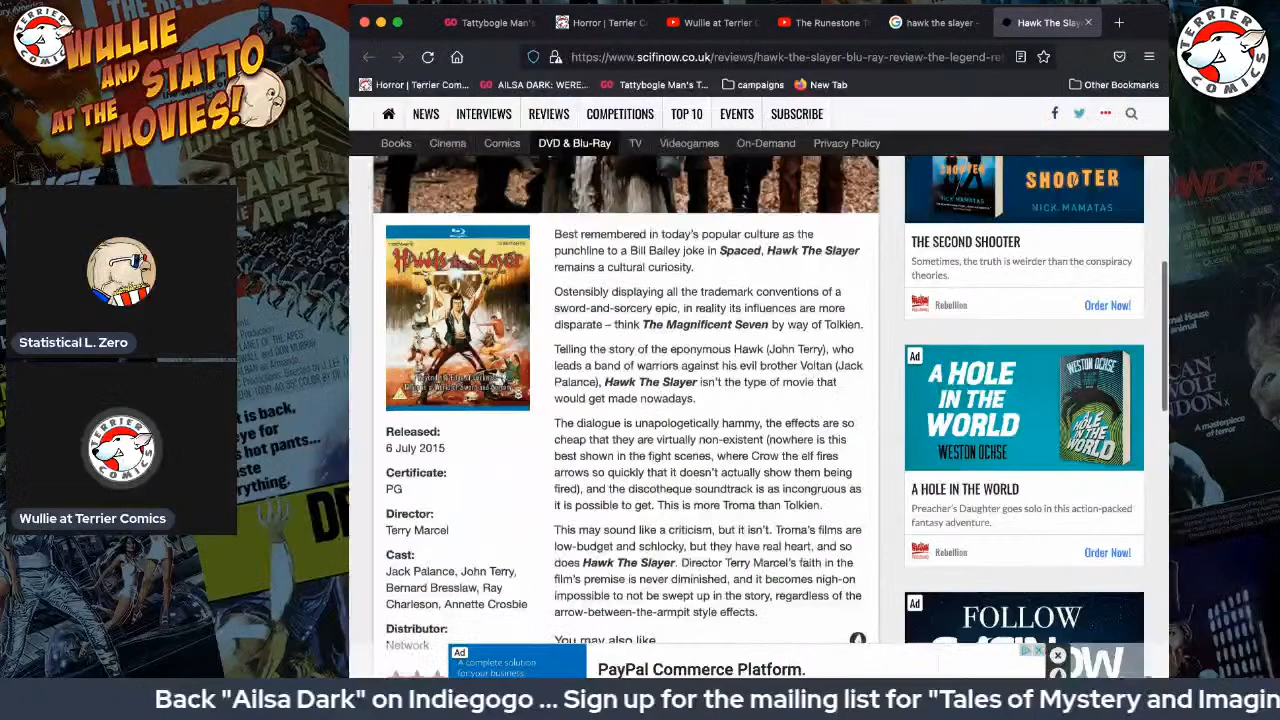 TERRIER
COMICS
WULLIE
AND STATTO
AT THE
MOVIES!
Statistical L. Zero
TERRIER
COMICS
Wullie at Terrier Comics
Tattybogle Man's
Horror | Terrier C
Wullie at Terrier
The Runestone T
hawk the slayer -
Hawk The Slay
https://www.scifinow.co.uk/reviews/hawk-the-slayer-blu-ray-review-the-legend-re
Horror | Terrier Com...
AILSA DARK: WERE...
Tattybogle Man's T...
campaigns
New Tab
Other Bookmarks
NEWS
INTERVIEWS
REVIEWS
COMPETITIONS
TOP 10
EVENTS
SUBSCRIBE
Books
Cinema
Comics
DVD & Blu-Ray
TV
Videogames
On-Demand
Privacy Policy
Hawk the Slayer
Released:
6 July 2015
Certificate:
PG
Director:
Terry Marcel
Cast:
Jack Palance, John Terry,
Bernard Bresslaw, Ray
Charleson, Annette Crosbie
Distributor:
Network
Best remembered in today's popular culture as the
punchline to a Bill Bailey joke in Spaced, Hawk The Slayer
remains a cultural curiosity.
Ostensibly displaying all the trademark conventions of a
sword-and-sorcery epic, in reality its influences are more
disparate – think The Magnificent Seven by way of Tolkien.
Telling the story of the eponymous Hawk (John Terry), who
leads a band of warriors against his evil brother Voltan (Jack
Palance), Hawk The Slayer isn't the type of movie that
would get made nowadays.
The dialogue is unapologetically hammy, the effects are so
cheap that they are virtually non-existent (nowhere is this
best shown in the fight scenes, where Crow the elf fires
arrows so quickly that it doesn't actually show them being
fired), and the discotheque soundtrack is as incongruous as
it is possible to get. This is more Troma than Tolkien.
This may sound like a criticism, but it isn't. Troma's films are
low-budget and schlocky, but they have real heart, and so
does Hawk The Slayer. Director Terry Marcel's faith in the
film's premise is never diminished, and it becomes nigh-on
impossible to not be swept up in the story, regardless of the
arrow-between-the-armpit style effects.
You may also like
SHOOTER
NICK MAMATAS
THE SECOND SHOOTER
Sometimes, the truth is weirder than the conspiracy
theories.
Rebellion
Order Now!
Ad
A HOLE
IN THE
WORLD
WESTON OCHSE
A HOLE IN THE WORLD
Preacher's Daughter goes solo in this action-packed
fantasy adventure.
Rebellion
Order Now!
Ad
FOLLOW
Ad
A complete solution
for your business.
PayPal Commerce Platform.
TERRIER
COMICS
Back "Ailsa Dark" on Indiegogo ... Sign up for the mailing list for "Tales of Mystery and Imagin